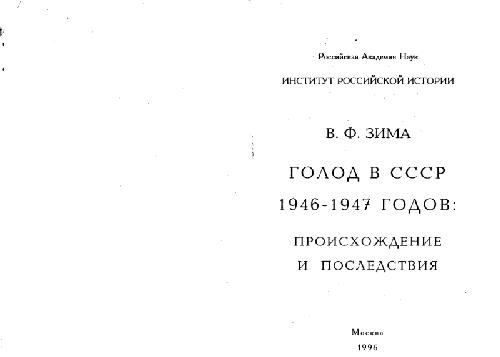 Российская Академия Наук
ИНСТИТУТ РОССИЙСКОЙ ИСТОРИИ
В. Ф. ЗИМА
ГОЛОД В СССР
1946-1947 ГОДОВ:
ПРОИСХОЖДЕНИЕ
И ПОСЛЕДСТВИЯ
Москва
1996